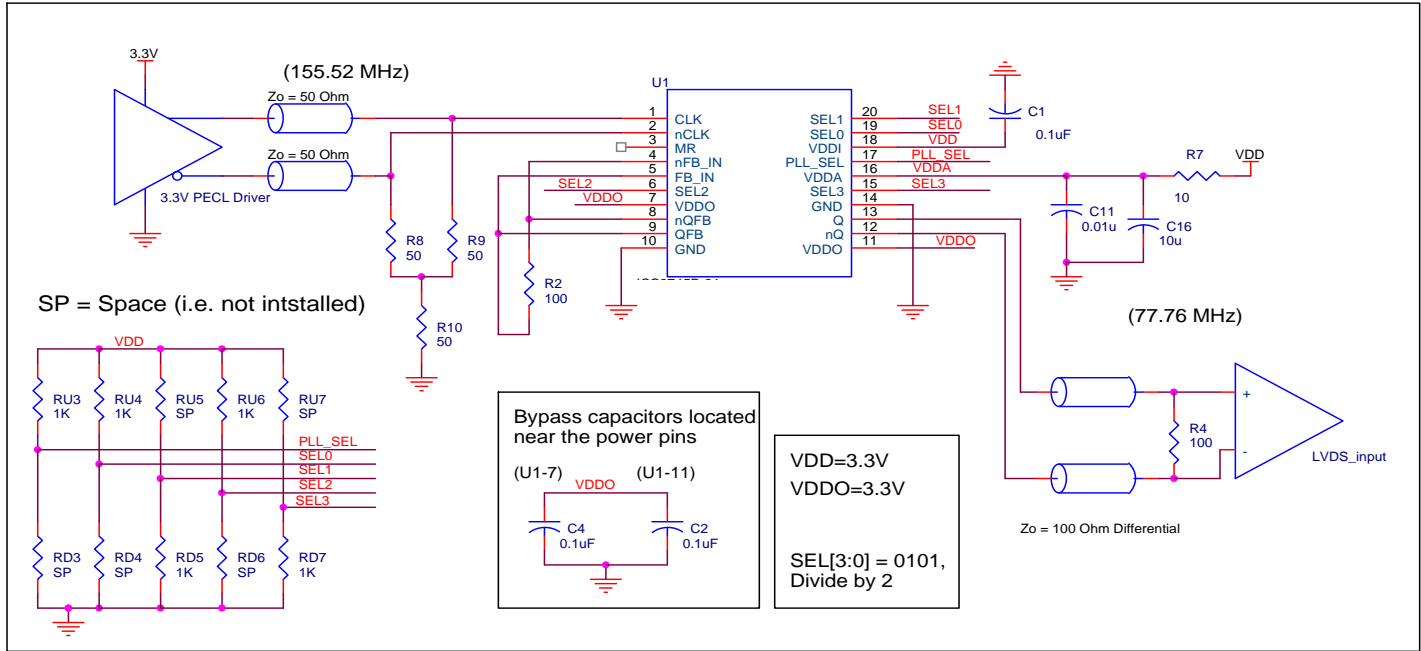 3.3V
(155.52 MHz)
Zo = 50 Ohm
Zo = 50 Ohm
3.3V PECL Driver
R8
50
R9
50
R10
50
R2
100
U1
1 CLK
2 nCLK
3 MR
4 nFB_IN
5 FB_IN
6 SEL2
7 VDDO
8 nQFB
9 QFB
10 GND
SEL2
VDDO
SEL1 20 SEL1
SEL0 19 SEL0
VDDI 18 VDD
PLL_SEL 17 PLL_SEL
VDDA 16 VDDA
SEL3 15 SEL3
GND 14
Q 13
nQ 12
VDDO 11 VDDO
C1
0.1uF
R7
10
VDD
C11
0.01u
C16
10u
(77.76 MHz)
SP = Space (i.e. not intstalled)
VDD
RU3
1K
RU4
1K
RU5
SP
RU6
1K
RU7
SP
PLL_SEL
SEL0
SEL1
SEL2
SEL3
RD3
SP
RD4
SP
RD5
1K
RD6
SP
RD7
1K
Bypass capacitors located
near the power pins
(U1-7) (U1-11)
VDDO
C4
0.1uF
C2
0.1uF
VDD=3.3V
VDDO=3.3V
SEL[3:0] = 0101,
Divide by 2
+
-
R4
100
LVDS_input
Zo = 100 Ohm Differential